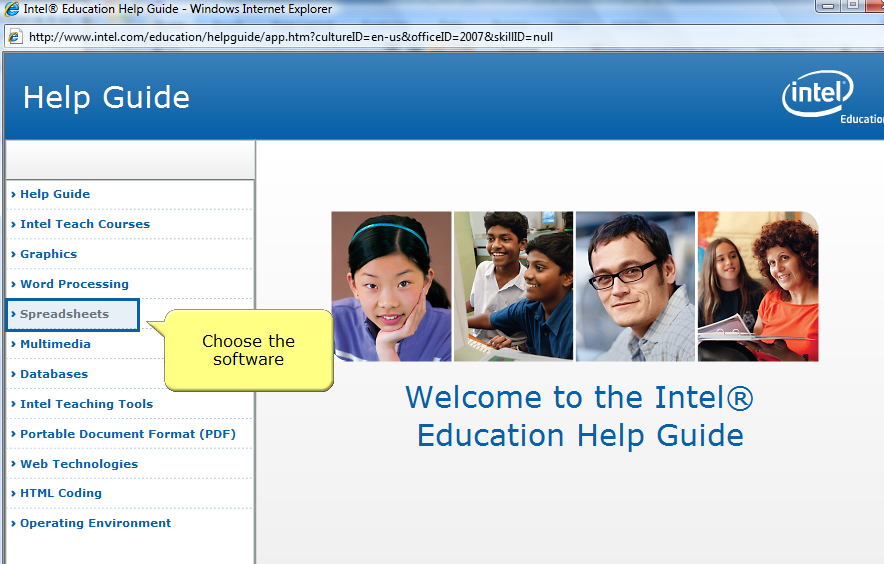 Intel® Education Help Guide - Windows Internet Explorer
http://www.intel.com/education/helpguide/app.htm?cultureID=en-us&officeID=2007&skillID=null
Help Guide
intel
Education
› Help Guide
› Intel Teach Courses
› Graphics
› Word Processing
› Spreadsheets
› Multimedia
› Databases
› Intel Teaching Tools
› Portable Document Format (PDF)
› Web Technologies
› HTML Coding
› Operating Environment
Choose the
software
Welcome to the Intel®
Education Help Guide